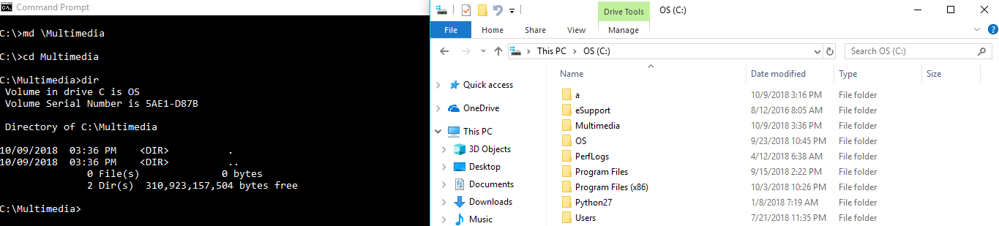 Command Prompt
C:\>md \Multimedia
C:\>cd Multimedia
C:\Multimedia>dir
Volume in drive C is OS
Volume Serial Number is 5AE1-D87B
Directory of C:\Multimedia
10/09/2018  03:36 PM    <DIR>          .
10/09/2018  03:36 PM    <DIR>          ..
0 File(s)              0 bytes
2 Dir(s)  310,923,157,504 bytes free
C:\Multimedia>
Drive Tools OS (C:)
File Home Share View Manage
This PC > OS (C:) Search OS (C:)
Name Date modified Type Size
Quick access
OneDrive
This PC
3D Objects
Desktop
Documents
Downloads
Music
a 10/9/2018 3:16 PM File folder
eSupport 8/12/2016 8:05 AM File folder
Multimedia 10/9/2018 3:36 PM File folder
OS 9/23/2018 10:45 PM File folder
PerfLogs 4/12/2018 6:38 AM File folder
Program Files 9/15/2018 2:22 PM File folder
Program Files (x86) 10/3/2018 10:26 PM File folder
Python27 1/8/2018 7:19 AM File folder
Users 7/21/2018 11:35 PM File folder